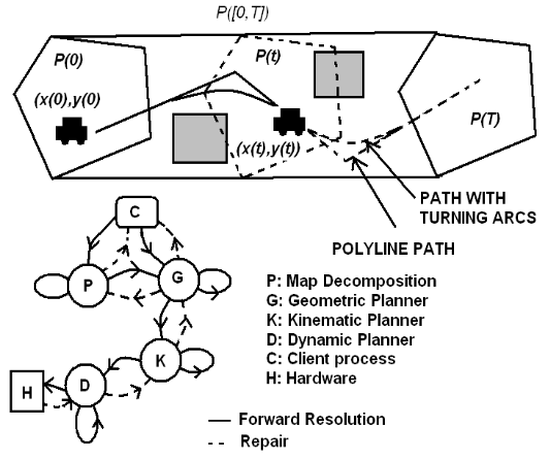 P([0,T])
P(0)
P(t)
(x(0),y(0)
P(T)
(x(t),y(t))
PATH WITH
TURNING ARCS
POLYLINE PATH
C
P
G
K
D
H
P: Map Decomposition
G: Geometric Planner
K: Kinematic Planner
D: Dynamic Planner
C: Client process
H: Hardware
Forward Resolution
Repair